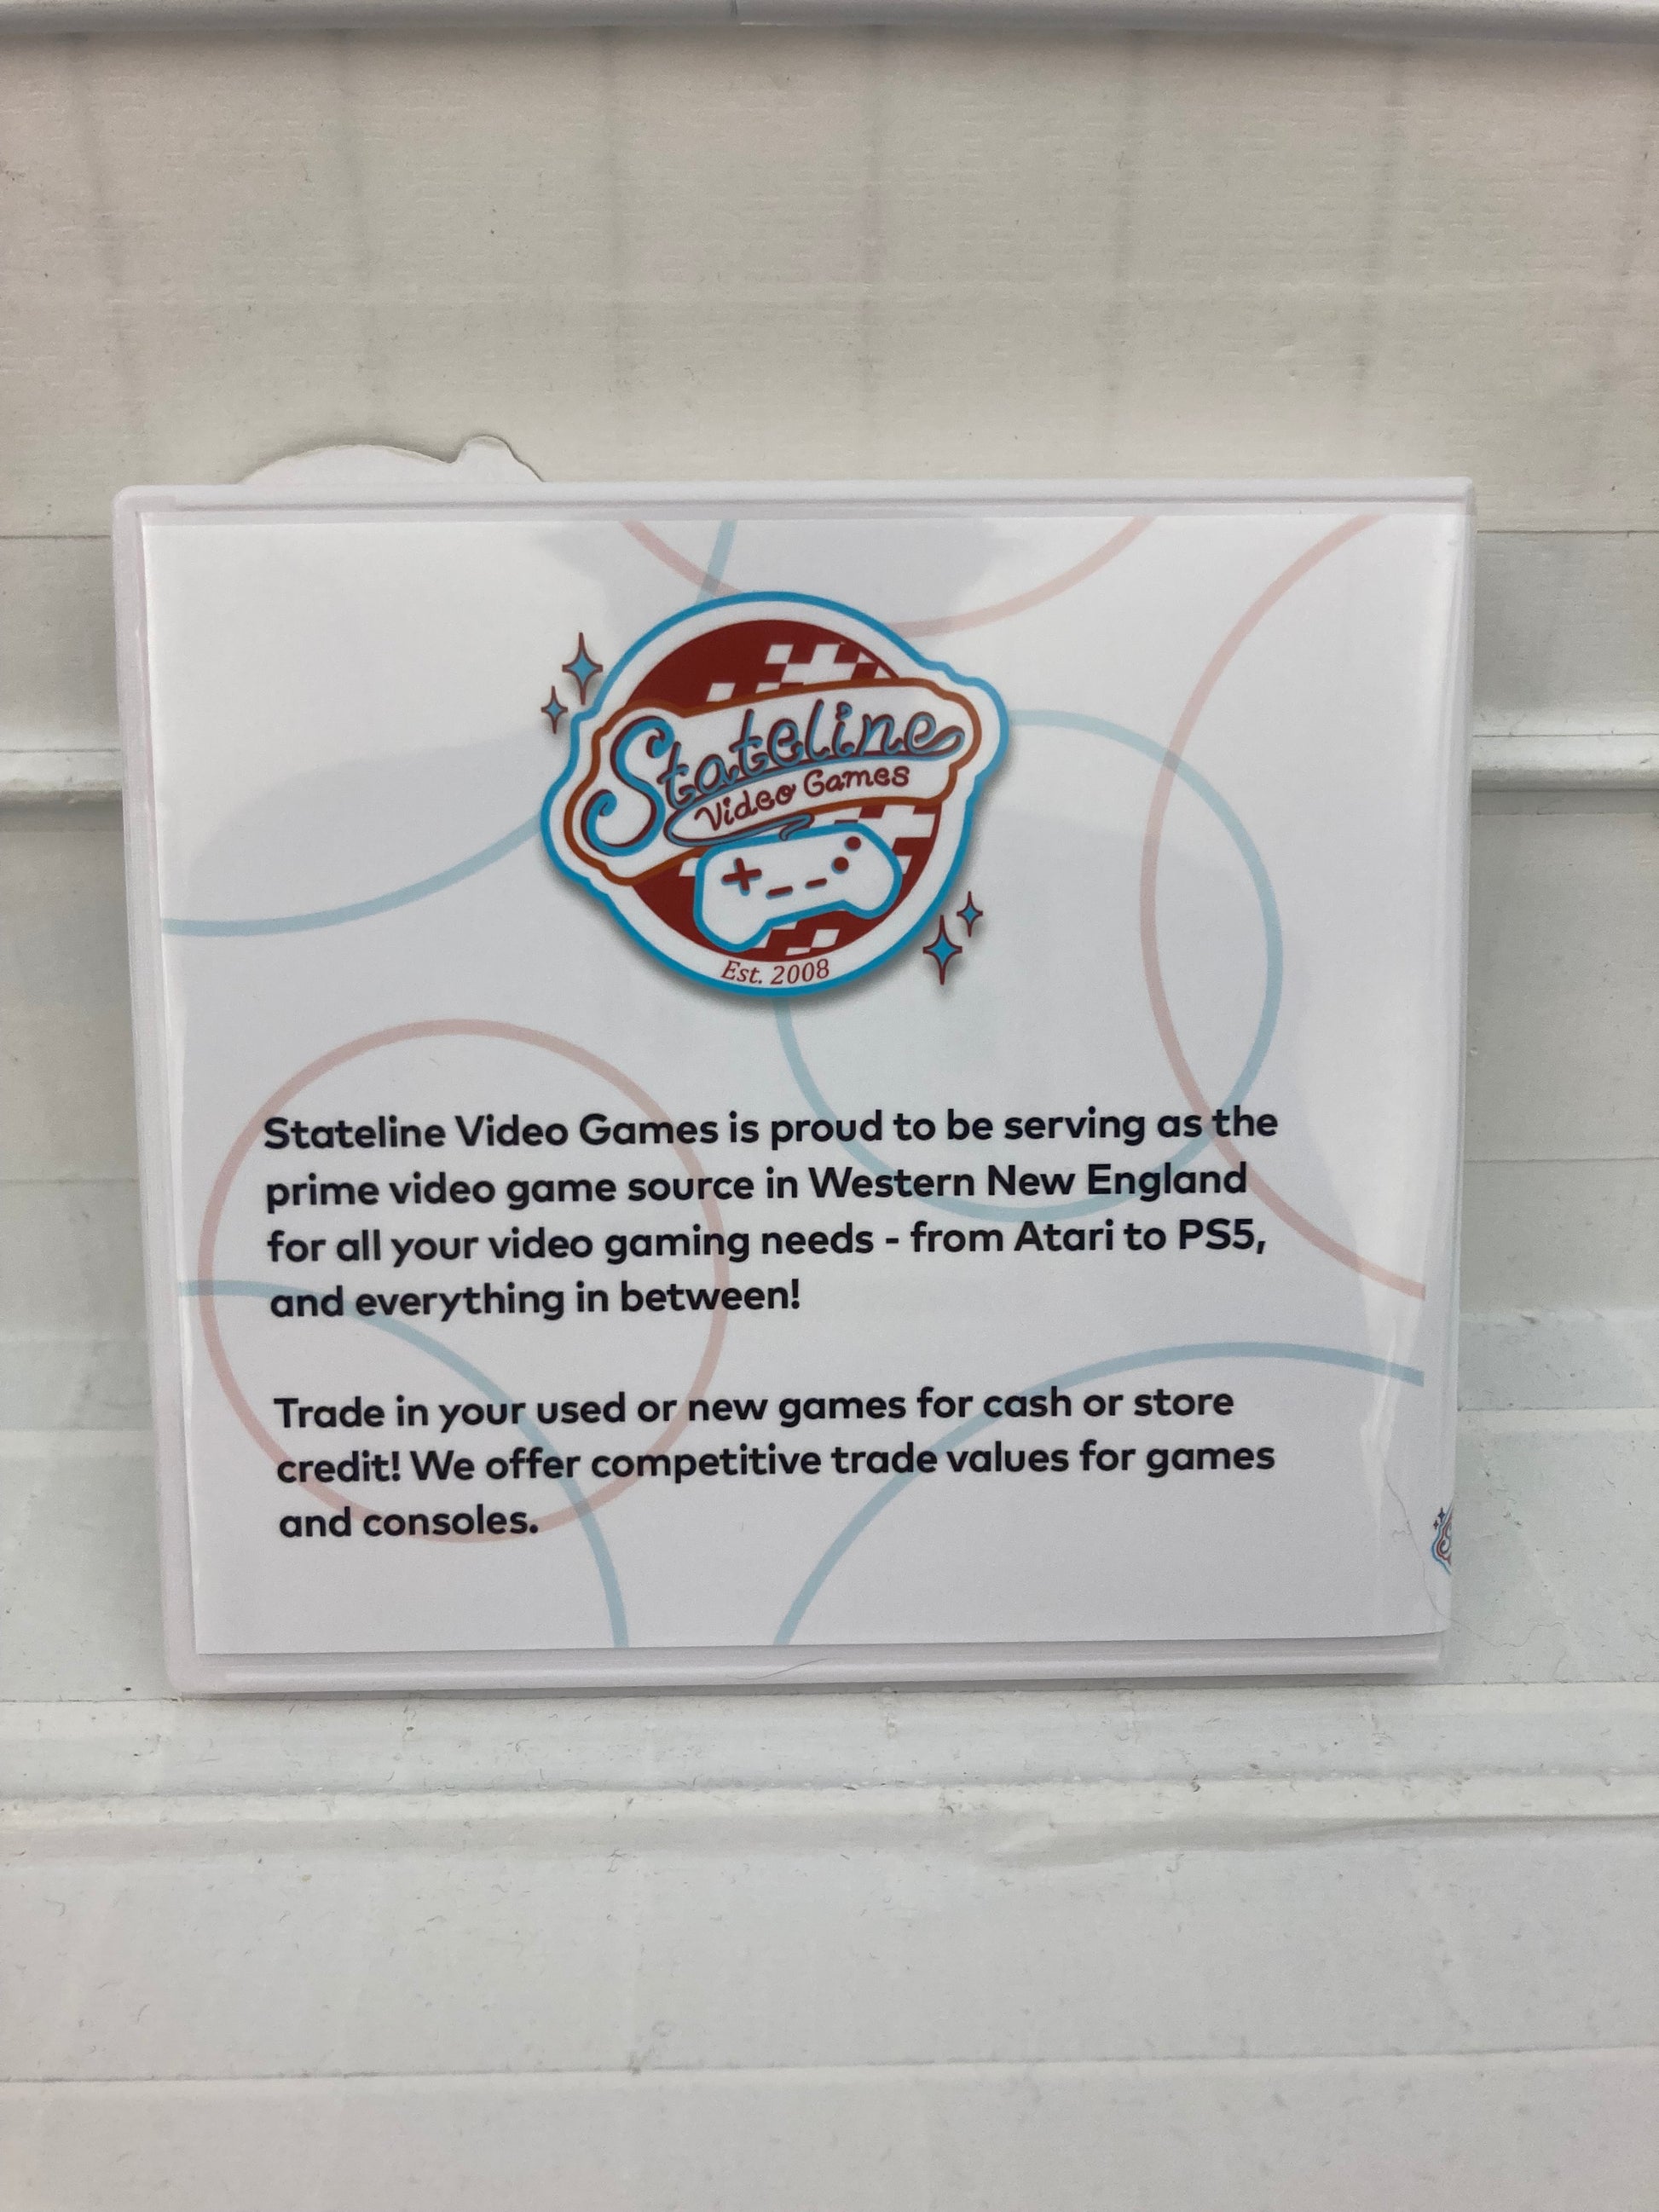 Stateline
Video Games
Est. 2008
Stateline Video Games is proud to be serving as the
prime video game source in Western New England
for all your video gaming needs - from Atari to PS5,
and everything in between!
Trade in your used or new games for cash or store
credit! We offer competitive trade values for games
and consoles.